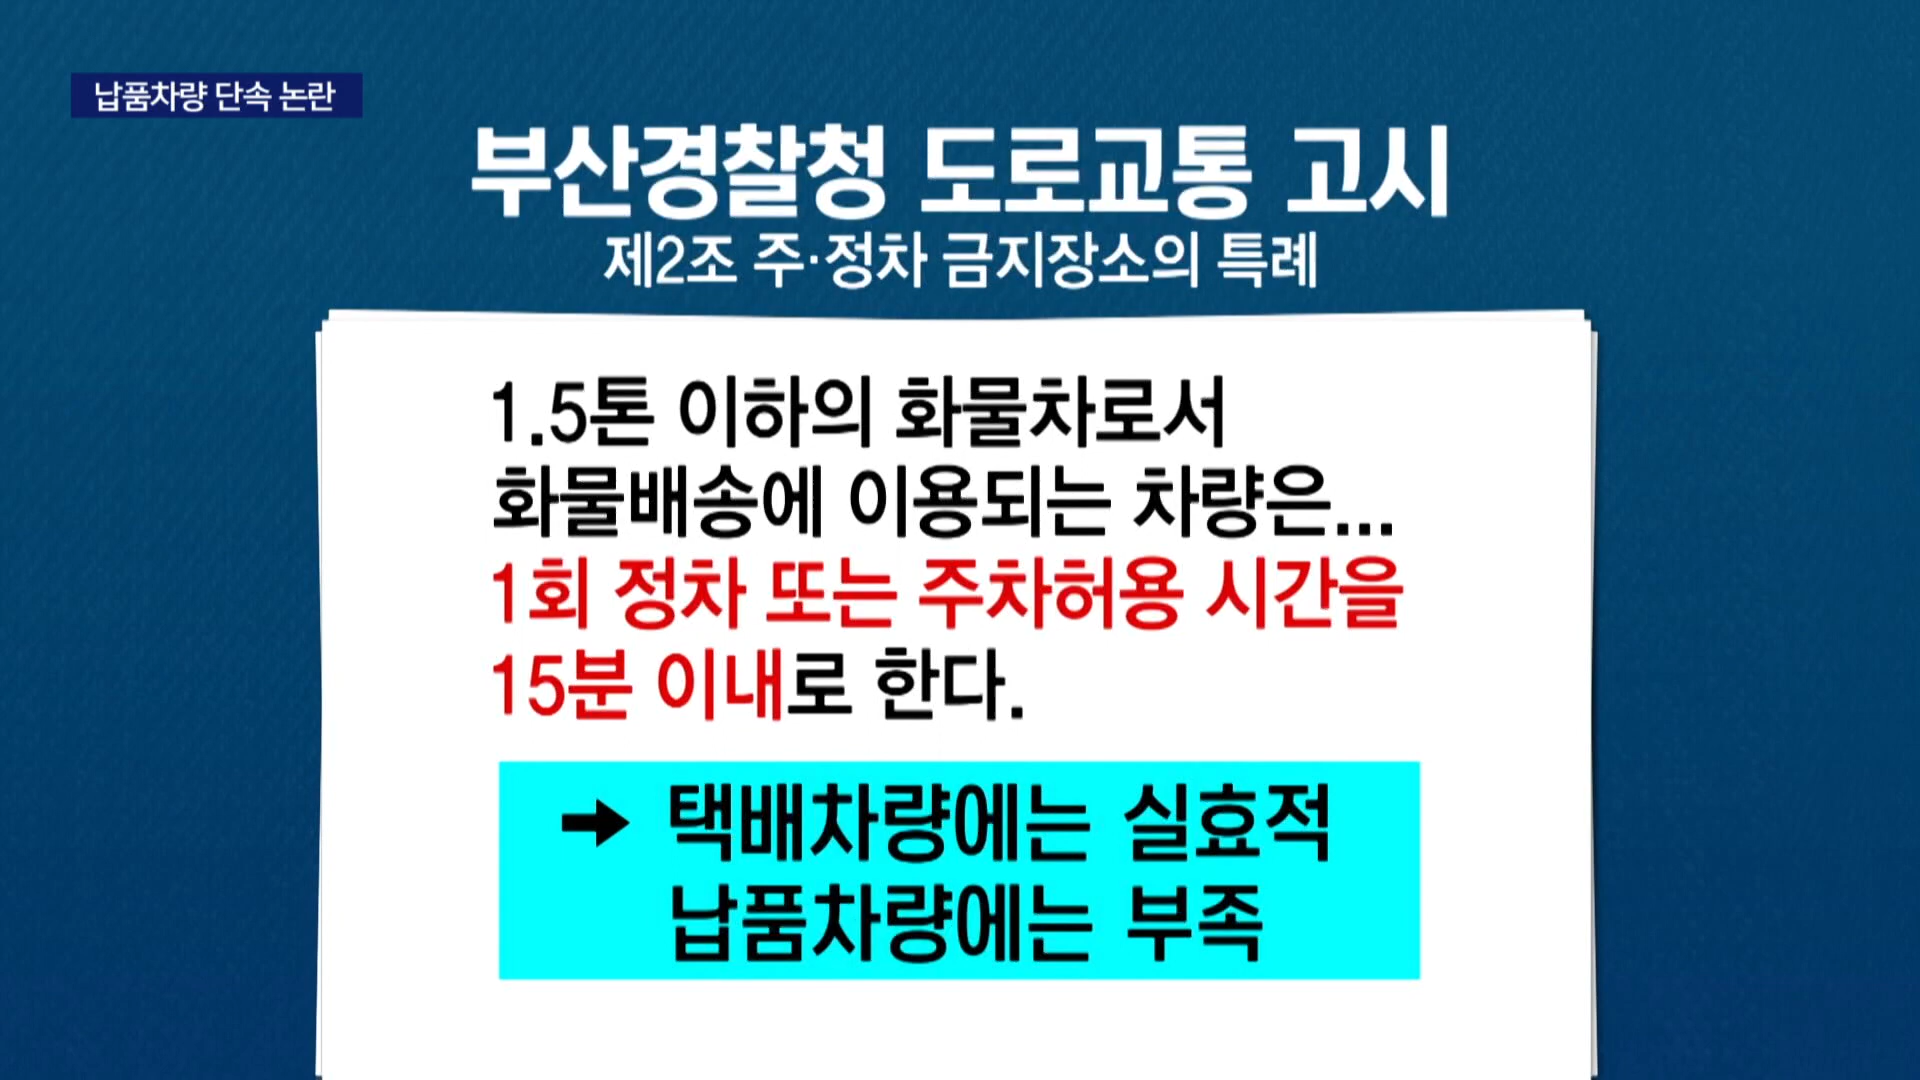 납품차량 단속 논란
부산경찰청 도로교통 고시
제2조 주·정차 금지장소의 특례
1.5톤 이하의 화물차로서
화물배송에 이용되는 차량은...
1회 정차 또는 주차허용 시간을
15분 이내로 한다.
➡ 택배차량에는 실효적
납품차량에는 부족